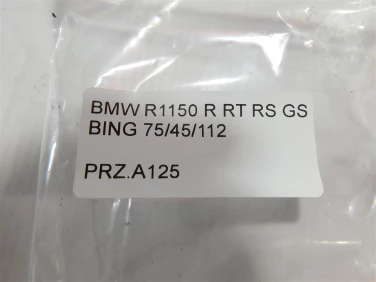 BMW R1150 R RT RS GS
BING 75/45/112
PRZ.A125